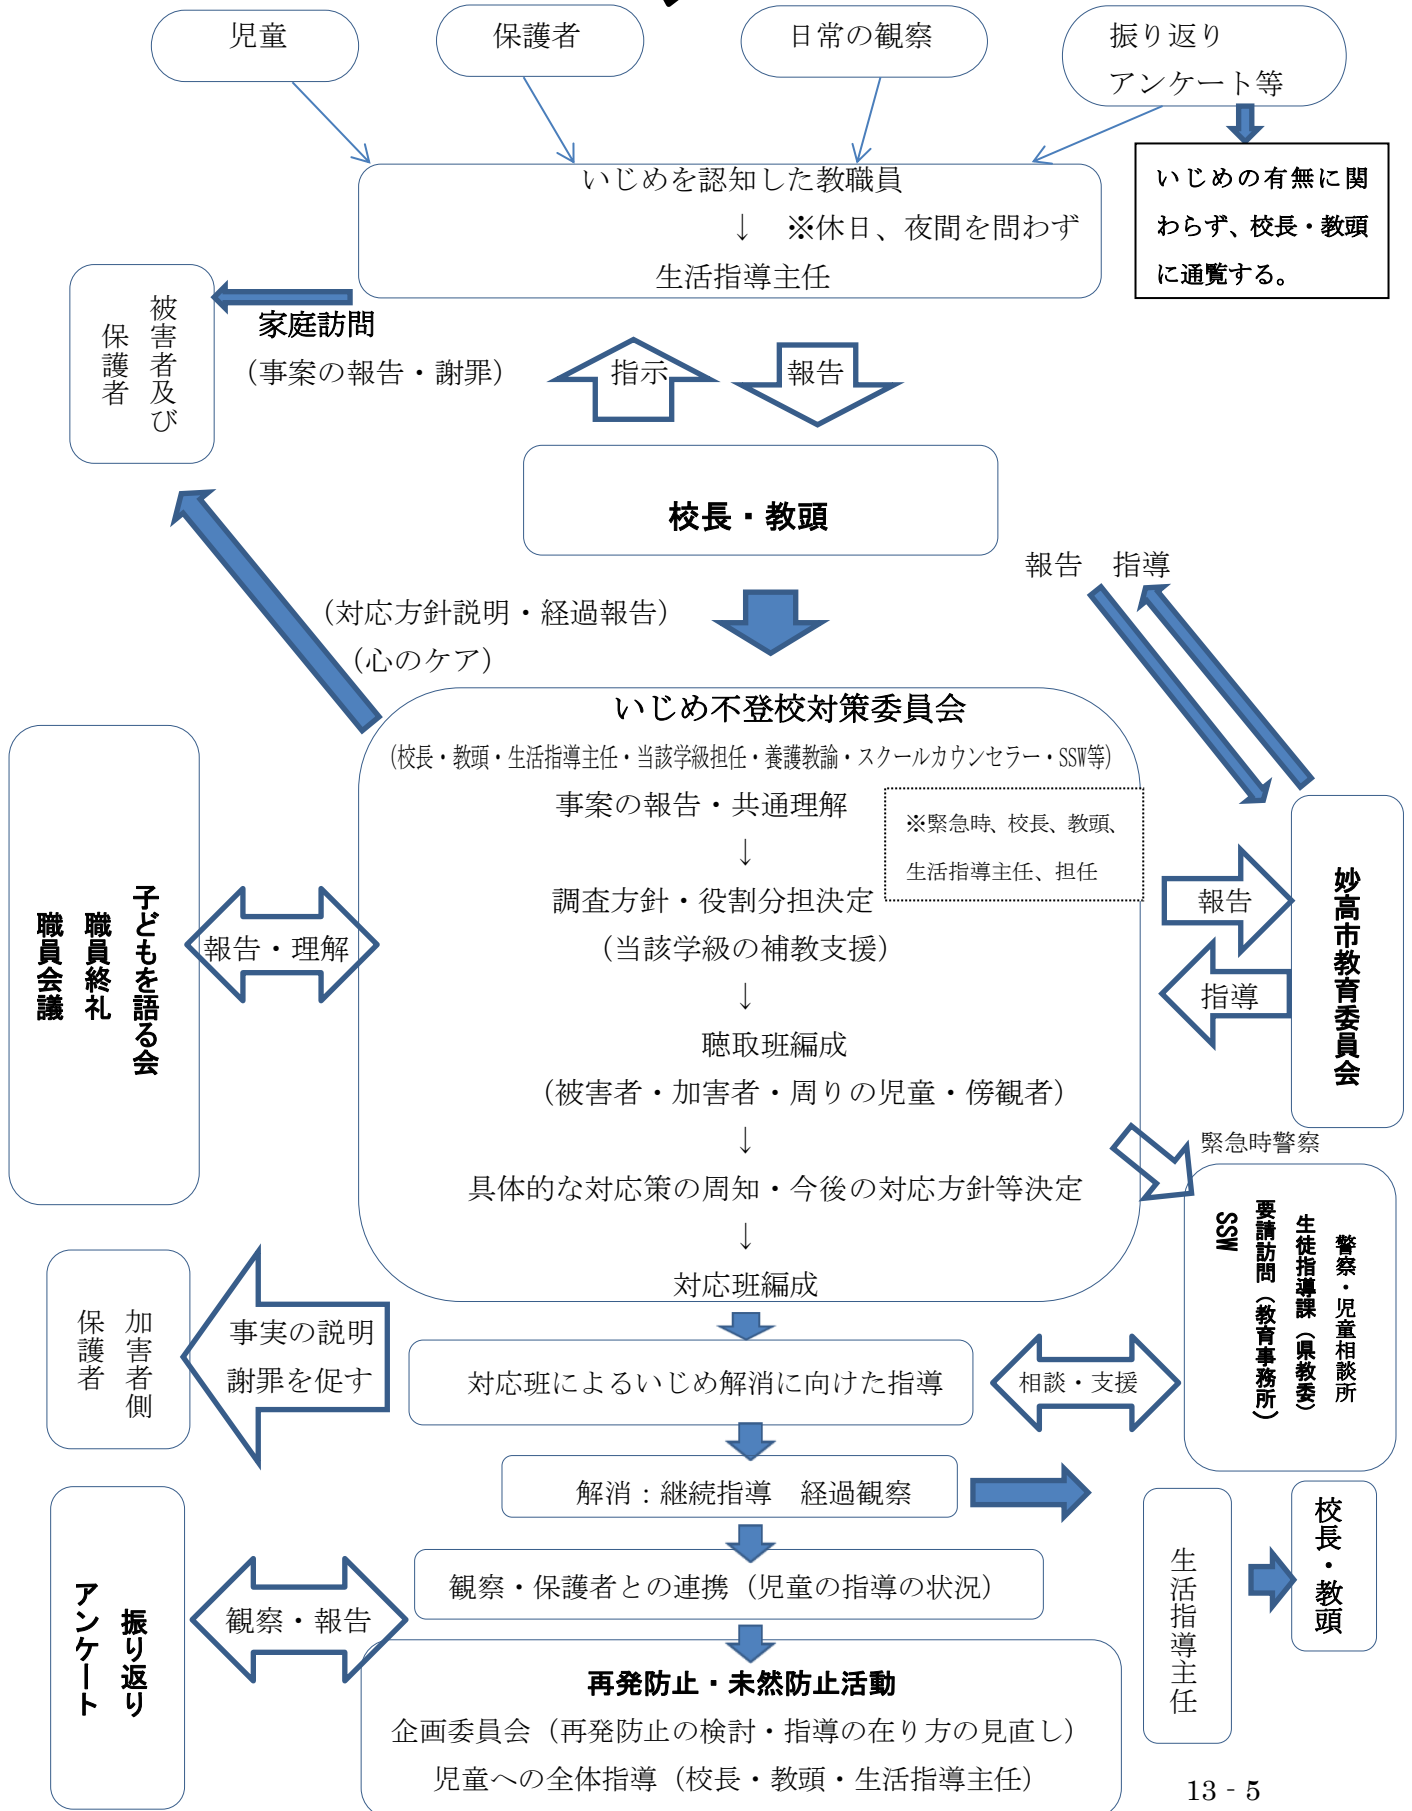 児童
保護者
日常の観察
振り返り
アンケート等
いじめを認知した教職員
↓　※休日、夜間を問わず
生活指導主任
いじめの有無に関
わらず、校長・教頭
に通覧する。
被害者及び
保護者
家庭訪問
（事案の報告・謝罪）
指示
報告
校長・教頭
報告　指導
（対応方針説明・経過報告）
（心のケア）
いじめ不登校対策委員会
（校長・教頭・生活指導主任・当該学級担任・養護教諭・スクールカウンセラー・SSW等）
事案の報告・共通理解
※緊急時、校長、教頭、
生活指導主任、担任
↓
調査方針・役割分担決定
（当該学級の補教支援）
↓
聴取班編成
（被害者・加害者・周りの児童・傍観者）
↓
具体的な対応策の周知・今後の対応方針等決定
↓
対応班編成
子どもを語る会
職員終礼
職員会議
報告・理解
報告
指導
妙高市教育委員会
緊急時警察
警察・児童相談所
生徒指導課（県教委）
要請訪問（教育事務所）
SSW
加害者側
保護者
事実の説明
謝罪を促す
対応班によるいじめ解消に向けた指導
相談・支援
解消：継続指導　経過観察
生活指導主任
校長・教頭
観察・保護者との連携（児童の指導の状況）
振り返り
アンケート
観察・報告
再発防止・未然防止活動
企画委員会（再発防止の検討・指導の在り方の見直し）
児童への全体指導（校長・教頭・生活指導主任）
13‐5